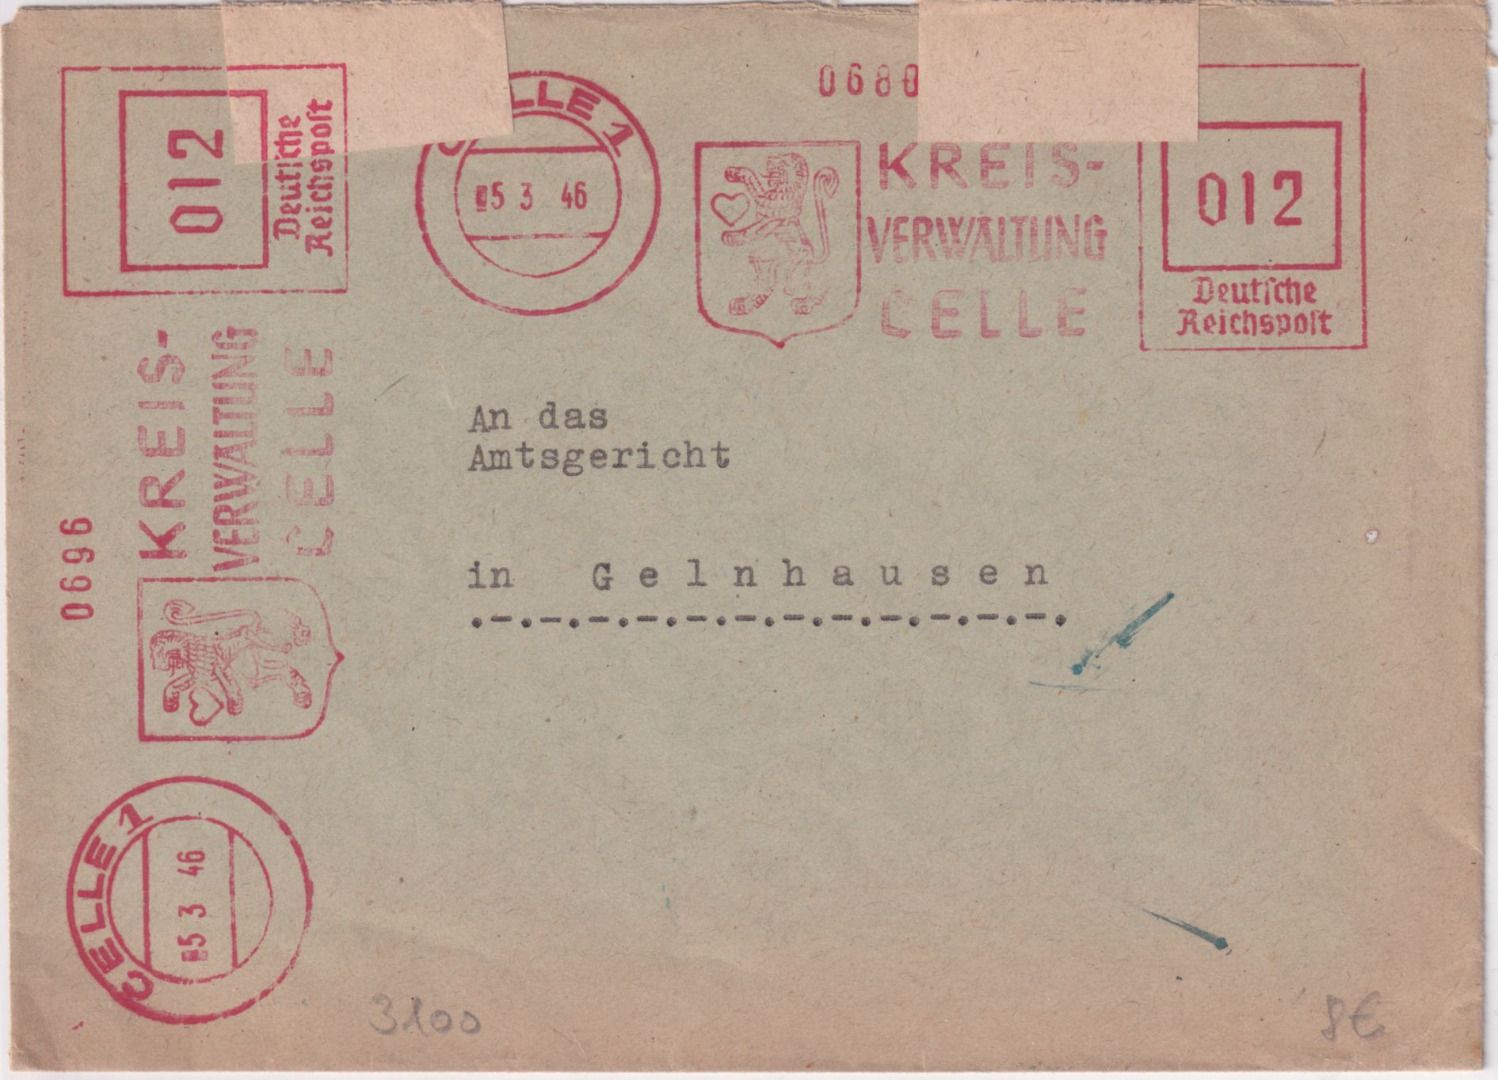 012
Deutsche
Reichspost
KREIS-
VERWALTUNG
CELLE
0696
CELLE 1
5 3 46
LLE 1
5 3 46
0680
KREIS-
VERWALTUNG
CELLE
012
Deutsche
Reichspost
An das
Amtsgericht
in Gelnhausen
3100
8€